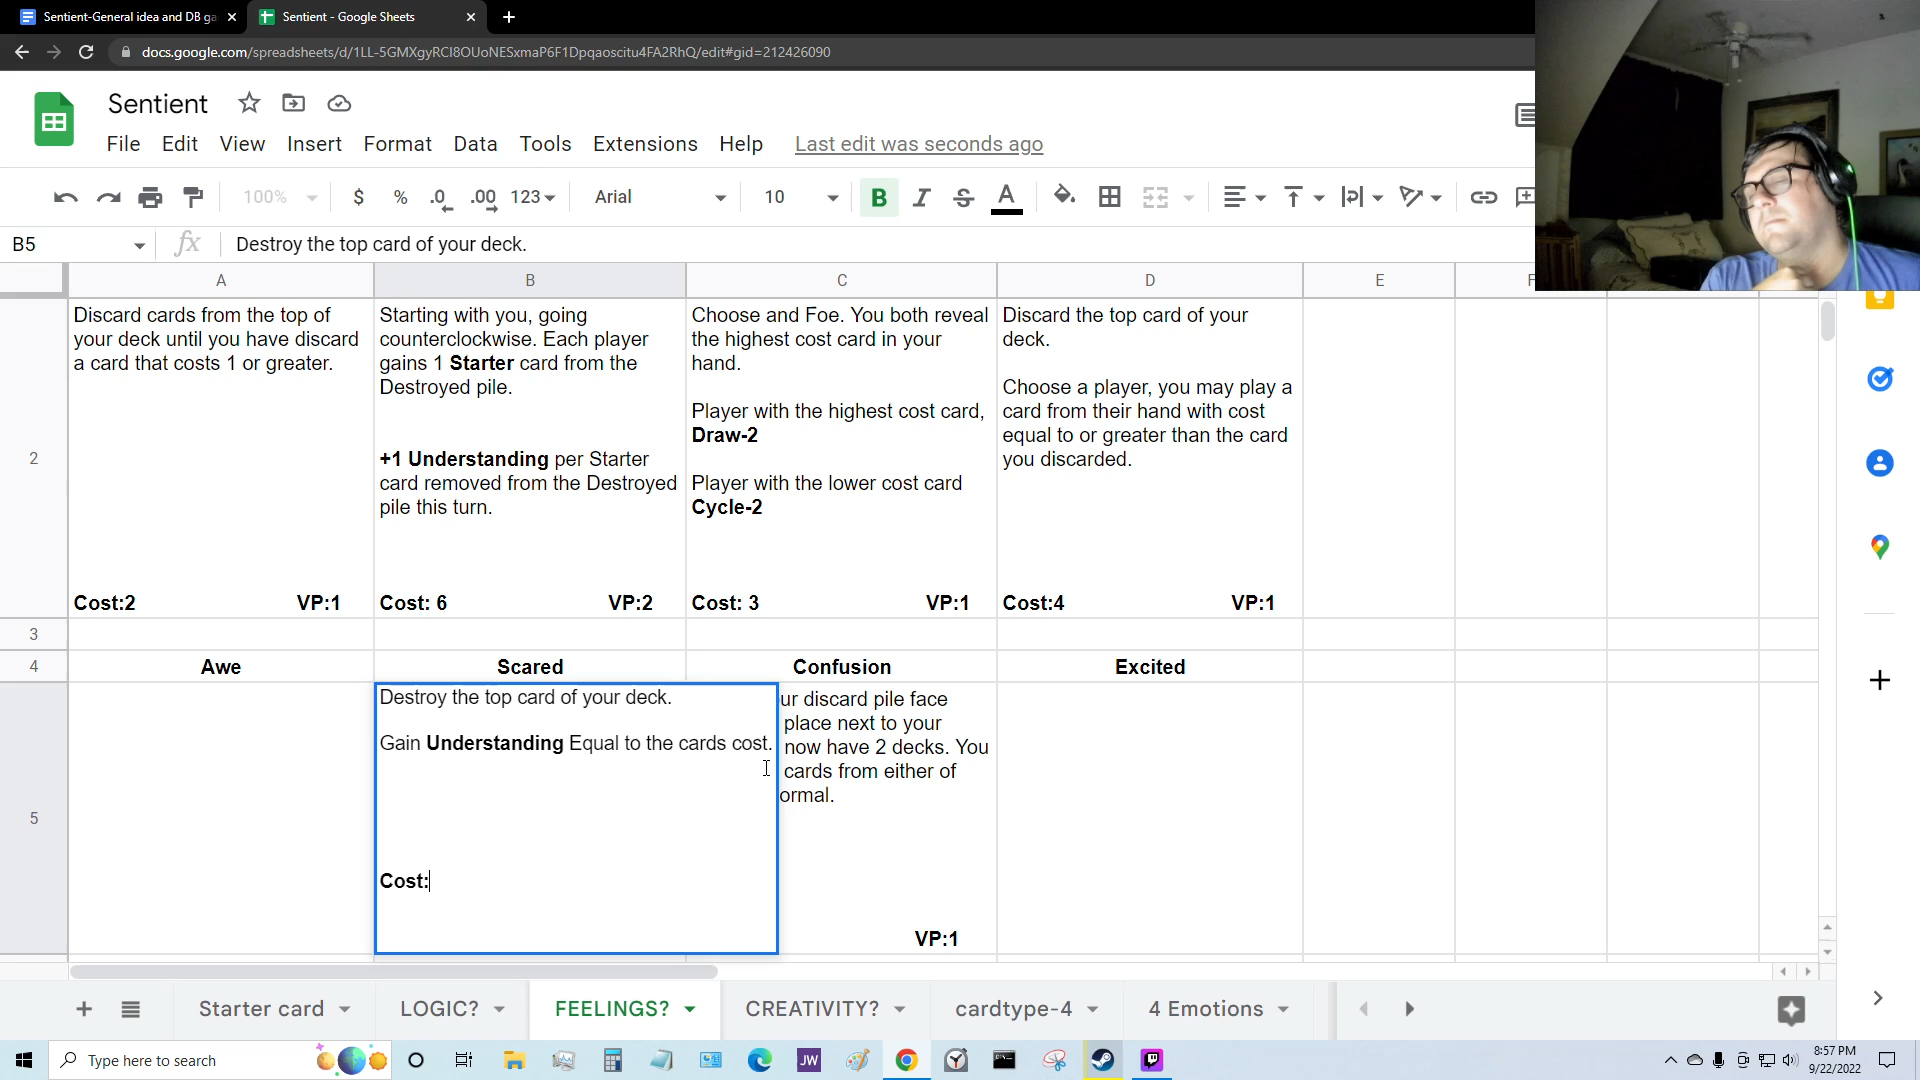 Sentient-General idea and DB ga
Sentient - Google Sheets
docs.google.com/spreadsheets/d/1LL-5GMXgyRCI8OUoNESxmaP6F1Dpqaoscitu4FA2RhQ/edit#gid=212426090
Sentient
File Edit View Insert Format Data Tools Extensions Help Last edit was seconds ago
100% $ % .0 .00 123 Arial 10 B I S A
B5 fx Destroy the top card of your deck.
A B C D E
2
Discard cards from the top of
your deck until you have discard
a card that costs 1 or greater.
Cost:2 VP:1
Starting with you, going
counterclockwise. Each player
gains 1 Starter card from the
Destroyed pile.
+1 Understanding per Starter
card removed from the Destroyed
pile this turn.
Cost: 6 VP:2
Choose and Foe. You both reveal
the highest cost card in your
hand.
Player with the highest cost card,
Draw-2
Player with the lower cost card
Cycle-2
Cost: 3 VP:1
Discard the top card of your
deck.
Choose a player, you may play a
card from their hand with cost
equal to or greater than the card
you discarded.
Cost:4 VP:1
3
4 Awe Scared Confusion Excited
5
Destroy the top card of your deck.
Gain Understanding Equal to the cards cost.
Cost:
ur discard pile face
place next to your
now have 2 decks. You
cards from either of
ormal.
VP:1
Starter card LOGIC? FEELINGS? CREATIVITY? cardtype-4 4 Emotions
Type here to search
JW
8:57 PM
9/22/2022